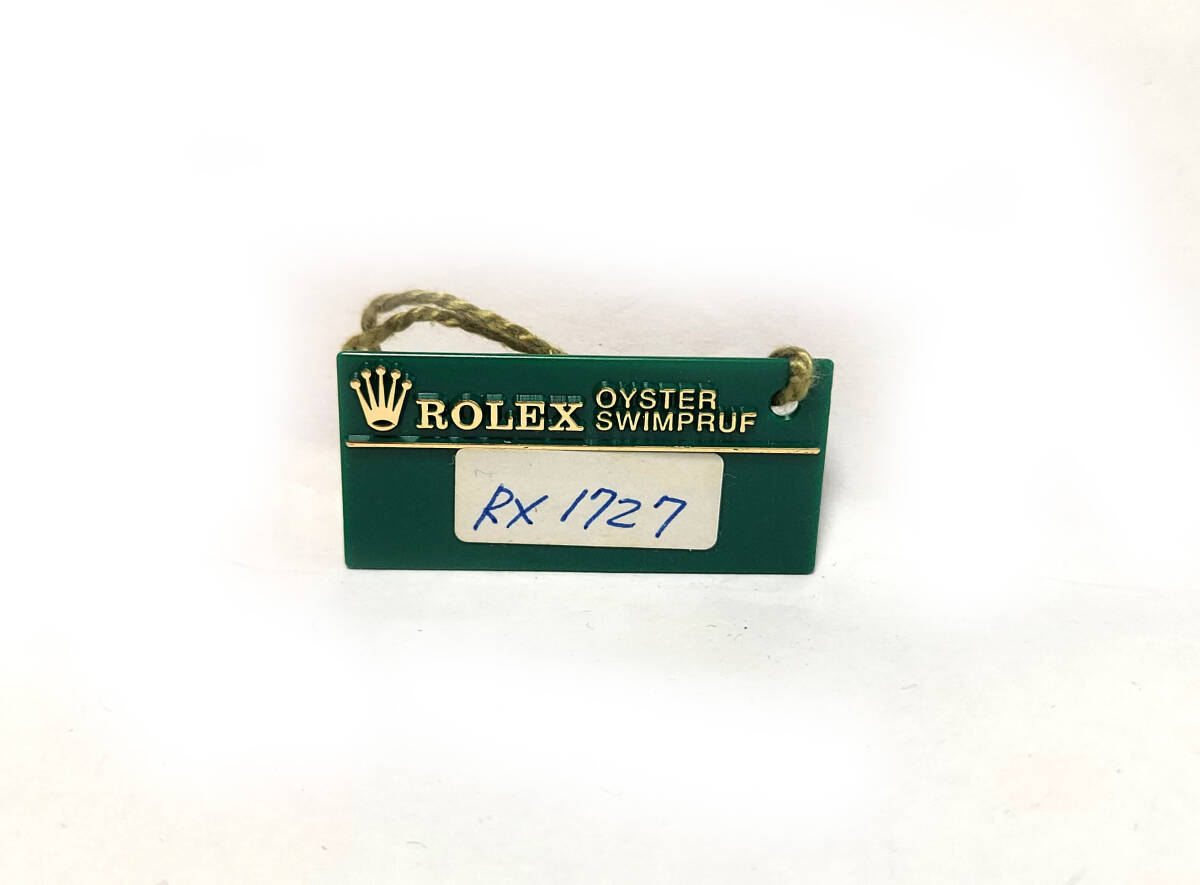 ROLEX OYSTER
SWIMPRUF
RX 1727